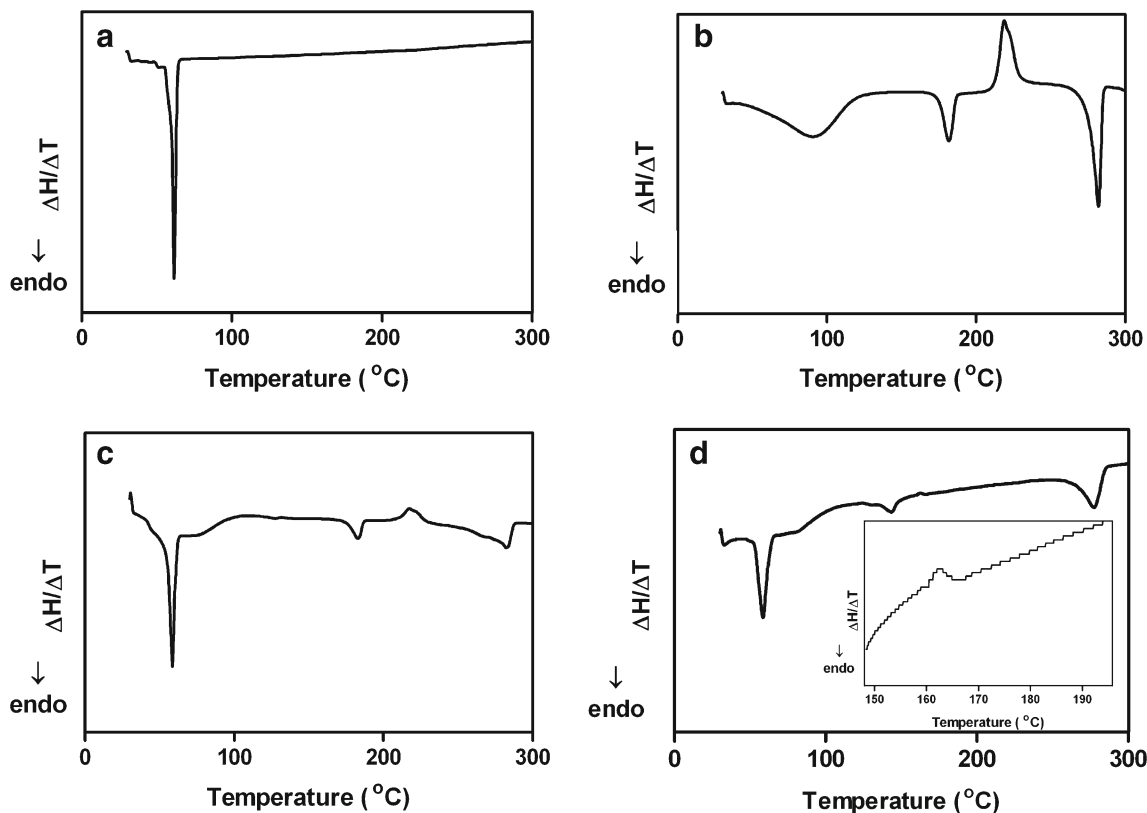 a
ΔH/ΔT
↓
endo
0 100 200 300
Temperature ( °C)
b
ΔH/ΔT
↓
endo
0 100 200 300
Temperature ( °C)
c
ΔH/ΔT
↓
endo
0 100 200 300
Temperature ( °C)
d
ΔH/ΔT
↓
endo
0 100 200 300
Temperature ( °C)
ΔH/ΔT
↓
endo
150 160 170 180 190
Temperature ( °C)